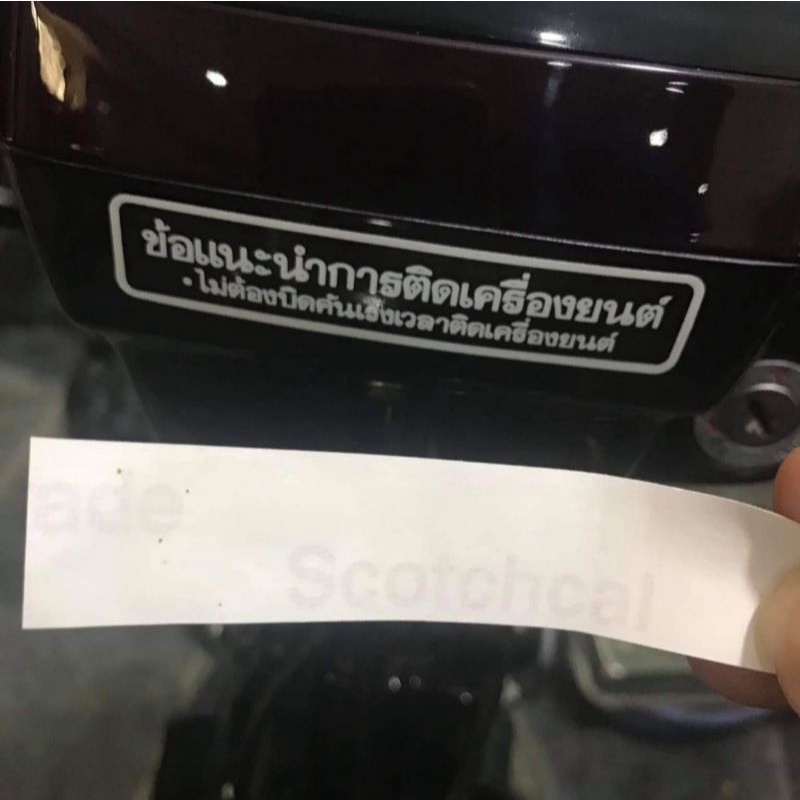 ข้อแนะนำการติดเครื่องยนต์
•ไม่ต้องบิดคันเร่งเวลาติดเครื่องยนต์
ade
Scotchcal